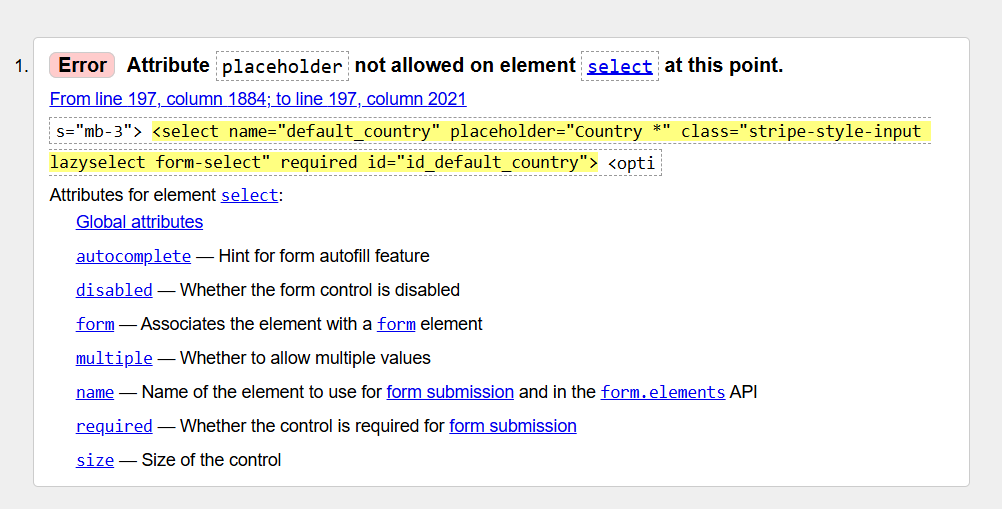 1. Error Attribute placeholder not allowed on element select at this point.
From line 197, column 1884; to line 197, column 2021
s="mb-3"> <select name="default_country" placeholder="Country *" class="stripe-style-input
lazyselect form-select" required id="id_default_country"> <opti
Attributes for element select:
Global attributes
autocomplete — Hint for form autofill feature
disabled — Whether the form control is disabled
form — Associates the element with a form element
multiple — Whether to allow multiple values
name — Name of the element to use for form submission and in the form.elements API
required — Whether the control is required for form submission
size — Size of the control